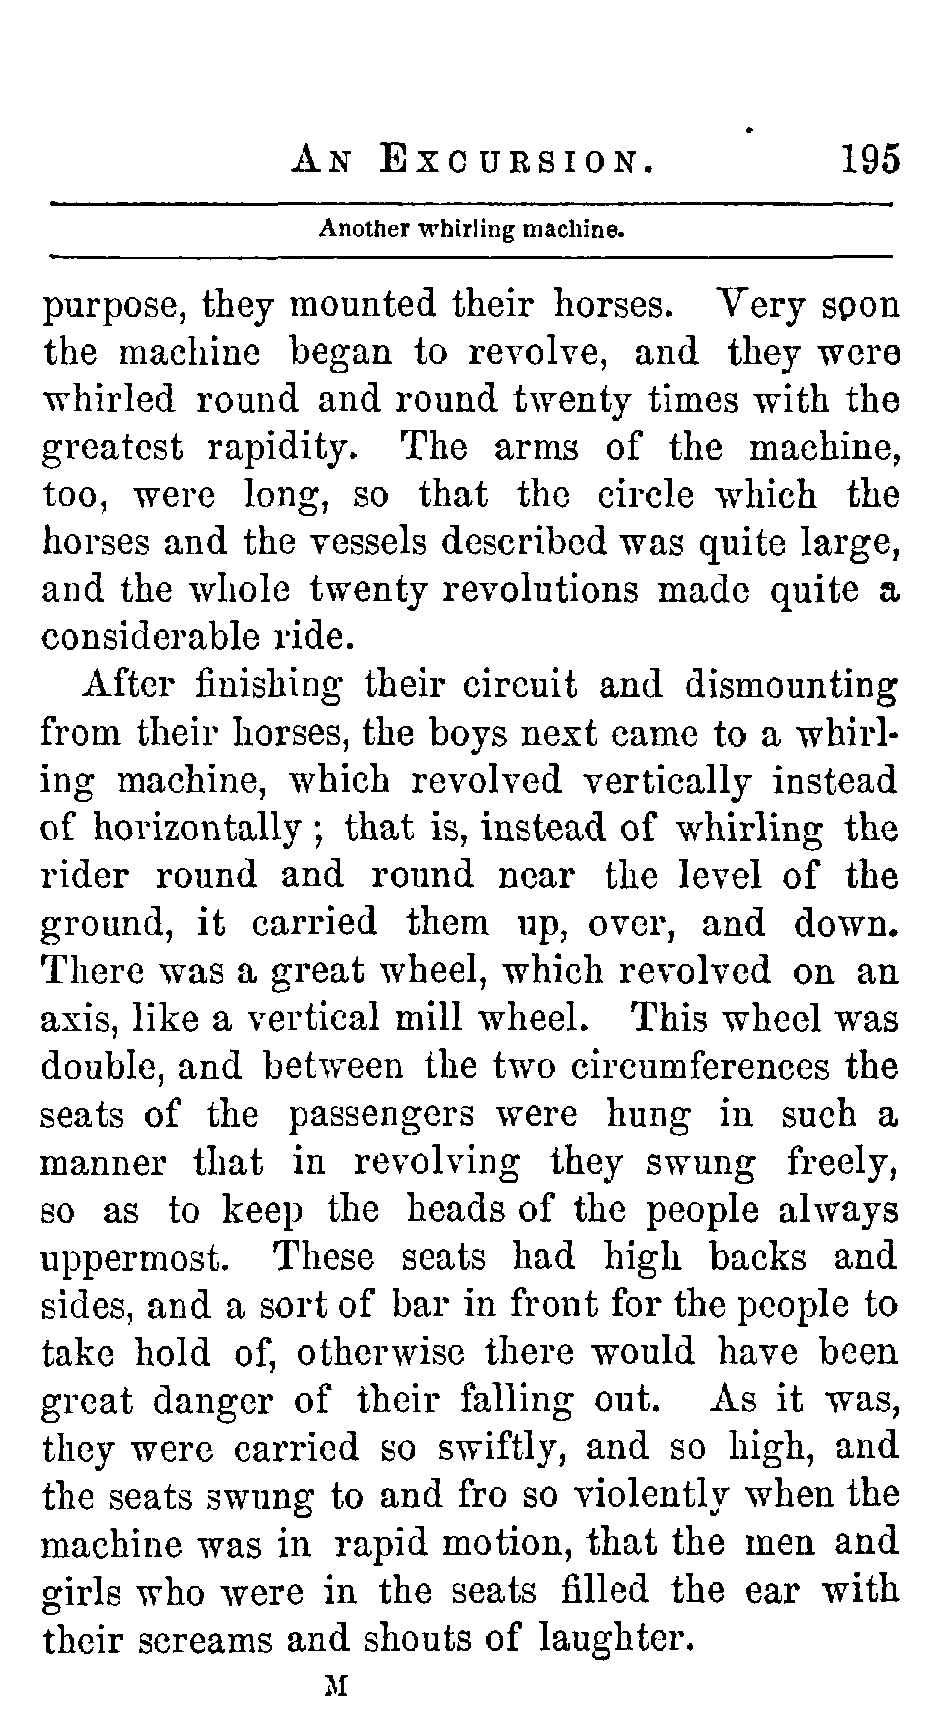 AN EXCURSION. 195
Another whirling machine.
purpose, they mounted their horses. Very soon
the machine began to revolve, and they were
whirled round and round twenty times with the
greatest rapidity. The arms of the machine,
too, were long, so that the circle which the
horses and the vessels described was quite large,
and the whole twenty revolutions made quite a
considerable ride.
After finishing their circuit and dismounting
from their horses, the boys next came to a whirl-
ing machine, which revolved vertically instead
of horizontally; that is, instead of whirling the
rider round and round near the level of the
ground, it carried them up, over, and down.
There was a great wheel, which revolved on an
axis, like a vertical mill wheel. This wheel was
double, and between the two circumferences the
seats of the passengers were hung in such a
manner that in revolving they swung freely,
so as to keep the heads of the people always
uppermost. These seats had high backs and
sides, and a sort of bar in front for the people to
take hold of, otherwise there would have been
great danger of their falling out. As it was,
they were carried so swiftly, and so high, and
the seats swung to and fro so violently when the
machine was in rapid motion, that the men and
girls who were in the seats filled the ear with
their screams and shouts of laughter.
M